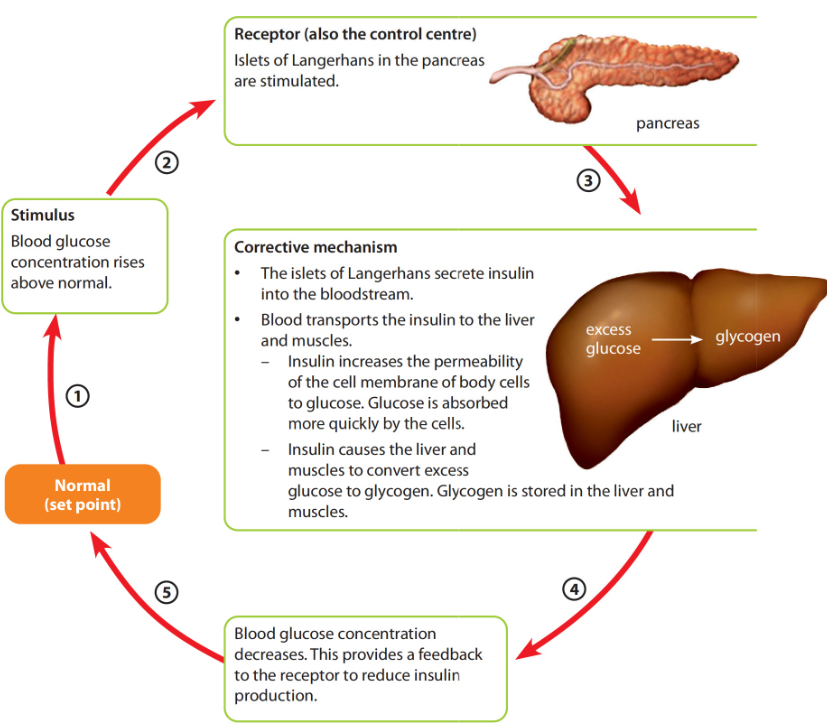 Receptor (also the control centre)
Islets of Langerhans in the pancreas
are stimulated.
pancreas
2
3
Stimulus
Blood glucose
concentration rises
above normal.
Corrective mechanism
• The islets of Langerhans secrete insulin
into the bloodstream.
• Blood transports the insulin to the liver
and muscles.
– Insulin increases the permeability
of the cell membrane of body cells
to glucose. Glucose is absorbed
more quickly by the cells.
– Insulin causes the liver and
muscles to convert excess
glucose to glycogen. Glycogen is stored in the liver and
muscles.
excess
glucose
glycogen
liver
1
Normal
(set point)
5
4
Blood glucose concentration
decreases. This provides a feedback
to the receptor to reduce insulin
production.